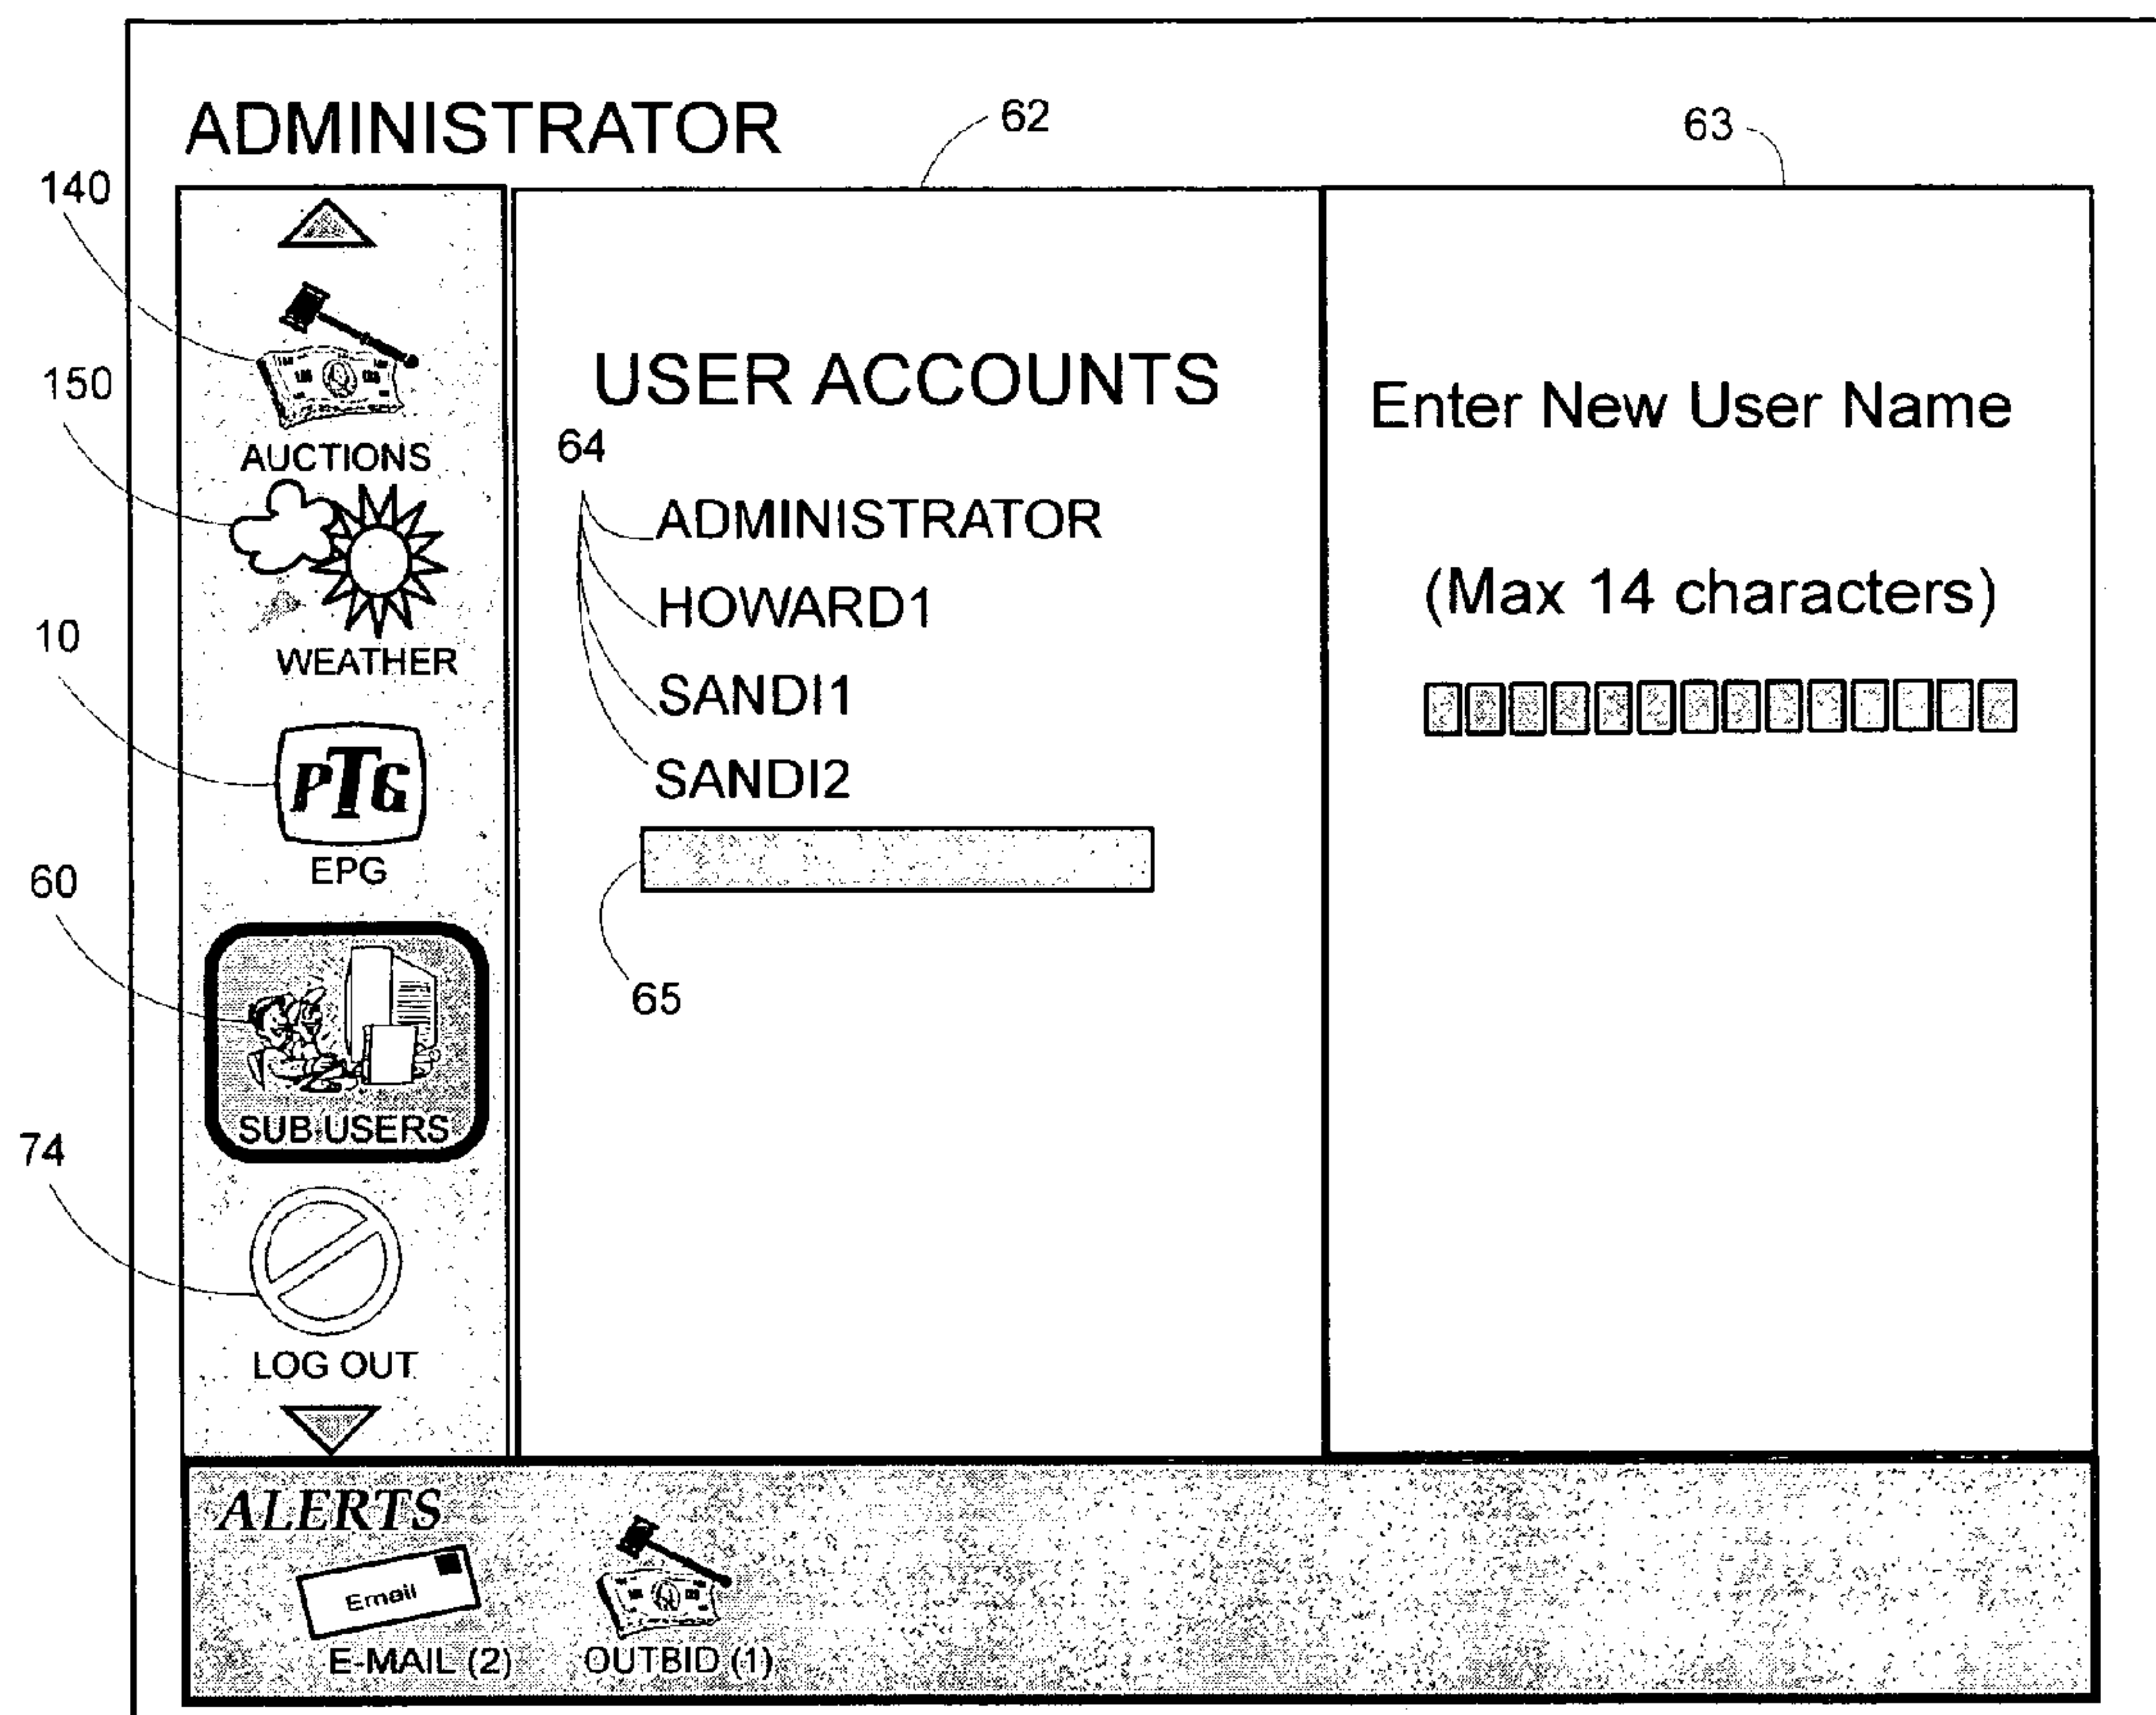 ADMINISTRATOR
62
63
140
150
10
60
74
AUCTIONS
WEATHER
PTG
EPG
SUB-USERS
LOG OUT
USER ACCOUNTS
64
ADMINISTRATOR
HOWARD1
SANDI1
SANDI2
65
Enter New User Name
(Max 14 characters)
ALERTS
Email
E-MAIL (2)
OUTBID (1)